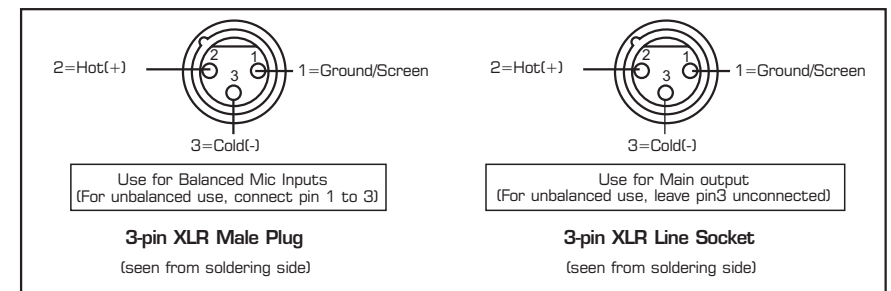 2=Hot(+)
2
1
3
1=Ground/Screen
3=Cold(-)
Use for Balanced Mic Inputs
(For unbalanced use, connect pin 1 to 3)
3-pin XLR Male Plug
(seen from soldering side)
2=Hot(+)
2
1
3
1=Ground/Screen
3=Cold(-)
Use for Main output
(For unbalanced use, leave pin3 unconnected)
3-pin XLR Line Socket
(seen from soldering side)